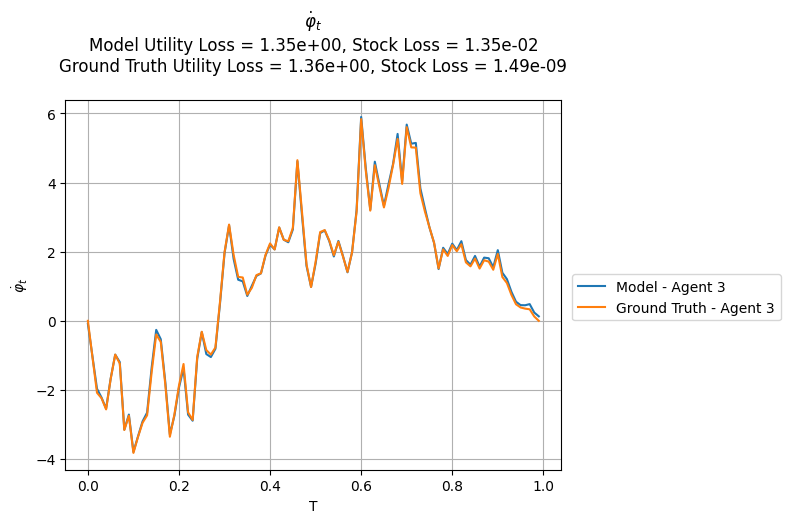 φ̇ₜ
Model Utility Loss = 1.35e+00, Stock Loss = 1.35e-02
Ground Truth Utility Loss = 1.36e+00, Stock Loss = 1.49e-09
φ̇ₜ
6
4
2
0
−2
−4
0.0 0.2 0.4 0.6 0.8 1.0
T
Model - Agent 3
Ground Truth - Agent 3